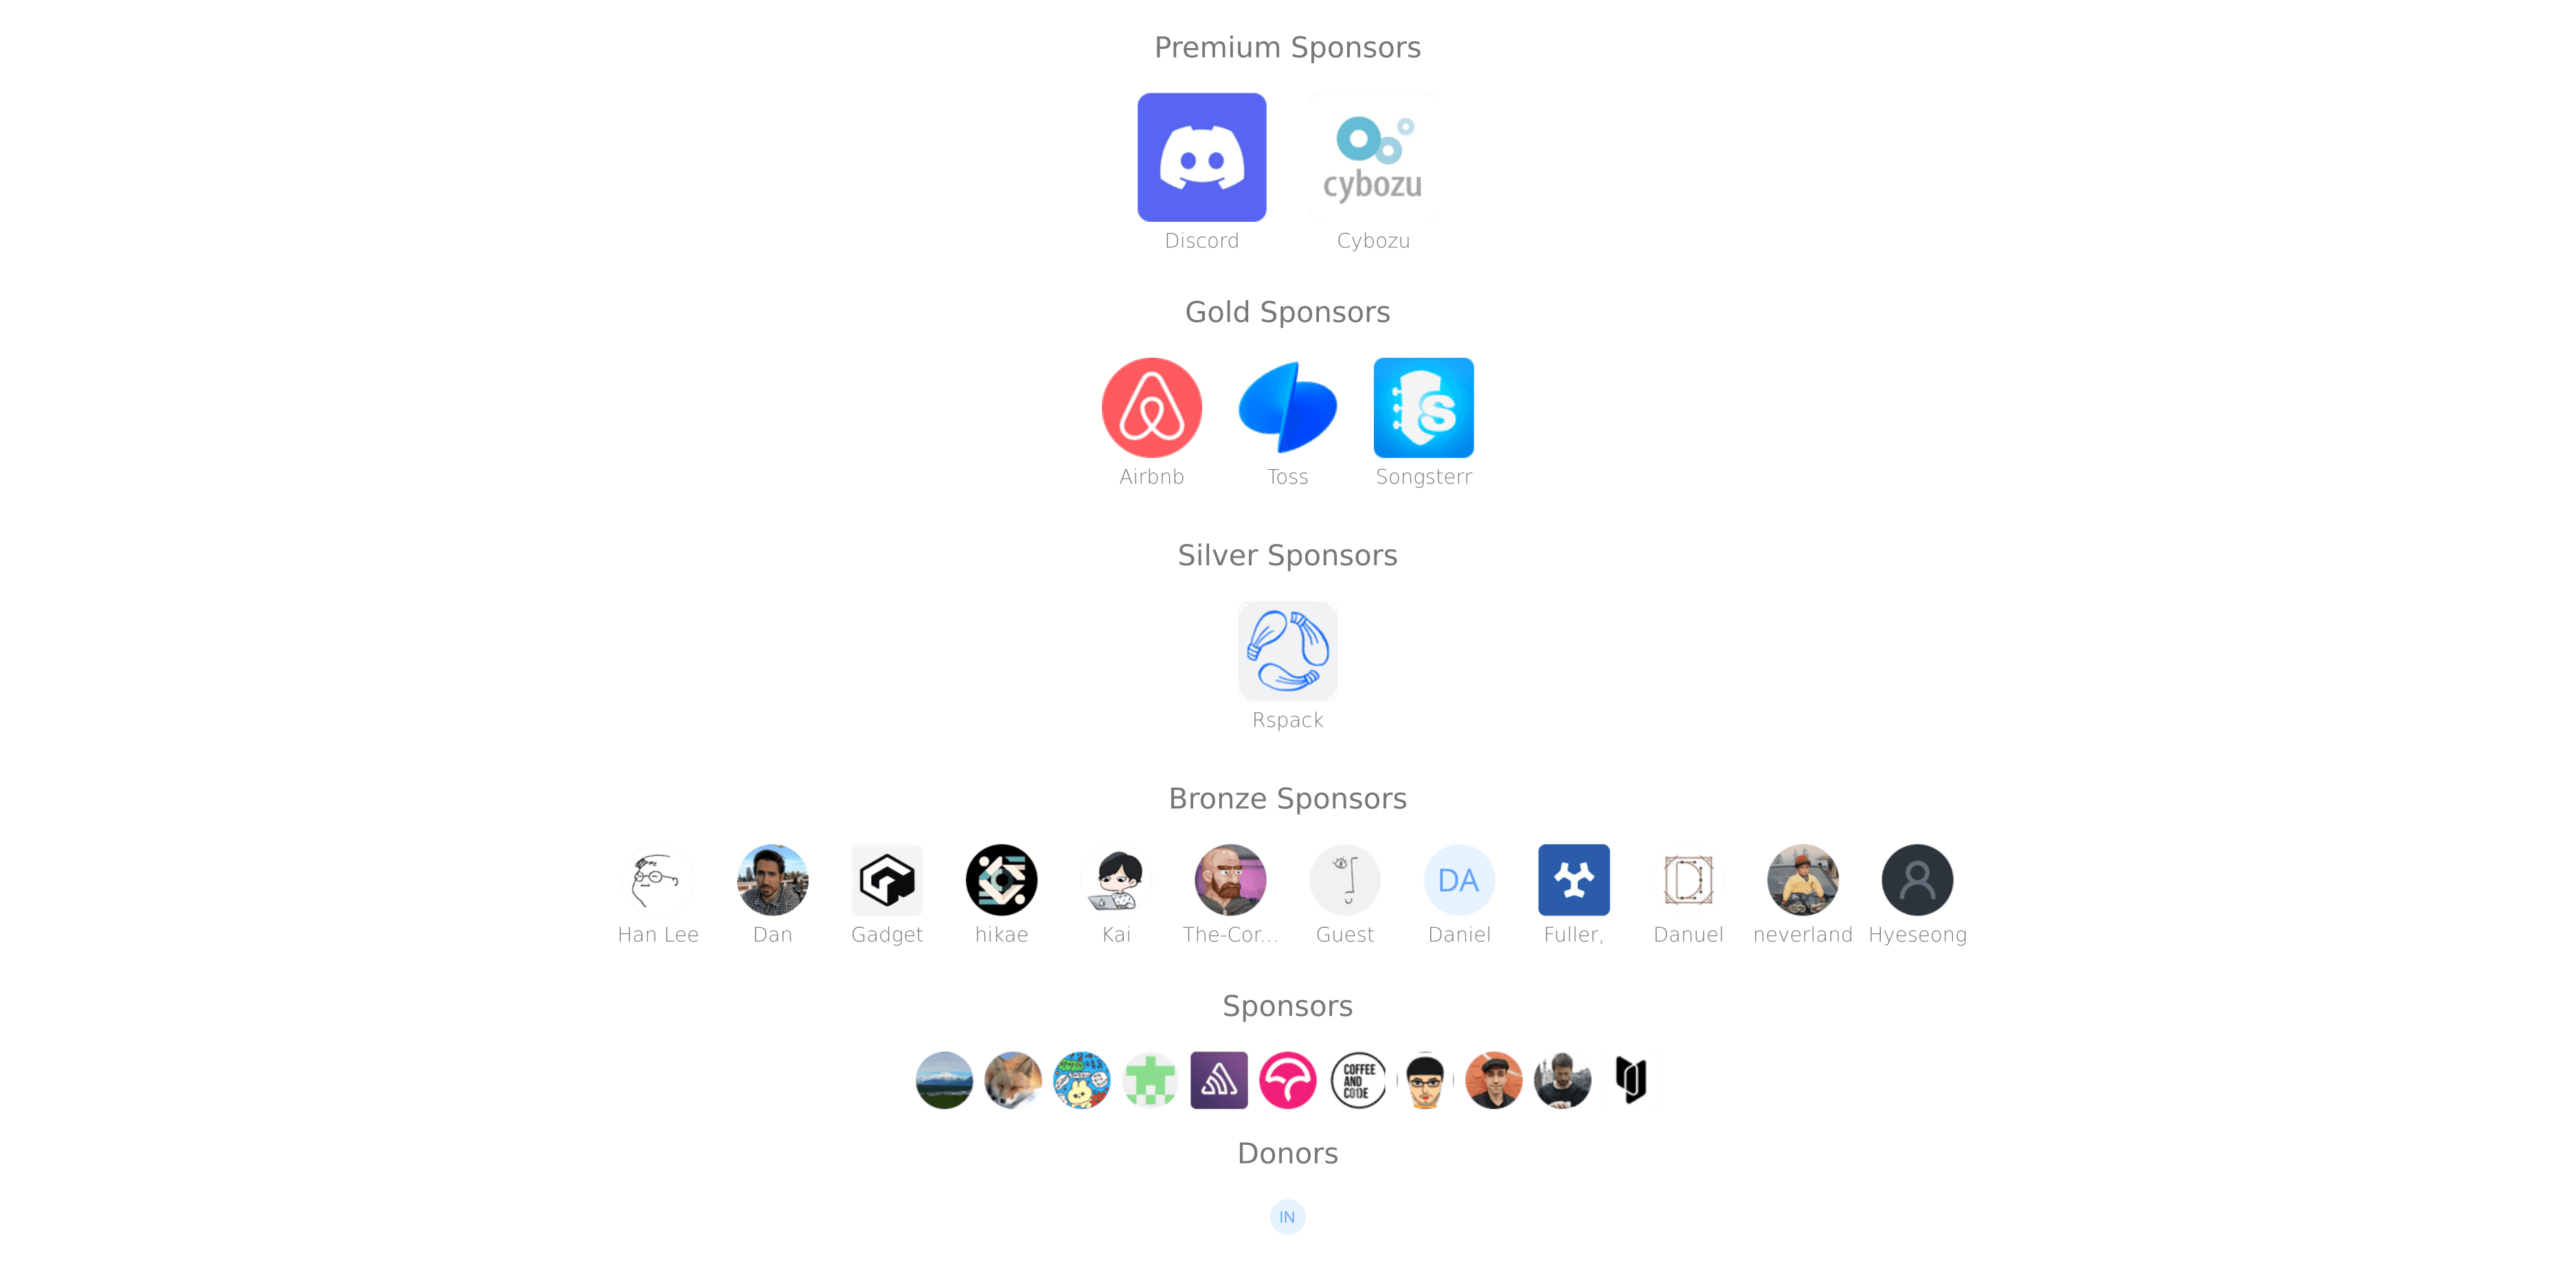 Premium Sponsors
cybozu
Discord Cybozu
Gold Sponsors
S
Airbnb Toss Songsterr
Silver Sponsors
Rspack
Bronze Sponsors
DA D
Han Lee Dan Gadget hikae Kai The-Cor... Guest Daniel Fuller, Danuel neverland Hyeseong
Sponsors
COFFEE
AND
CODE
Donors
IN